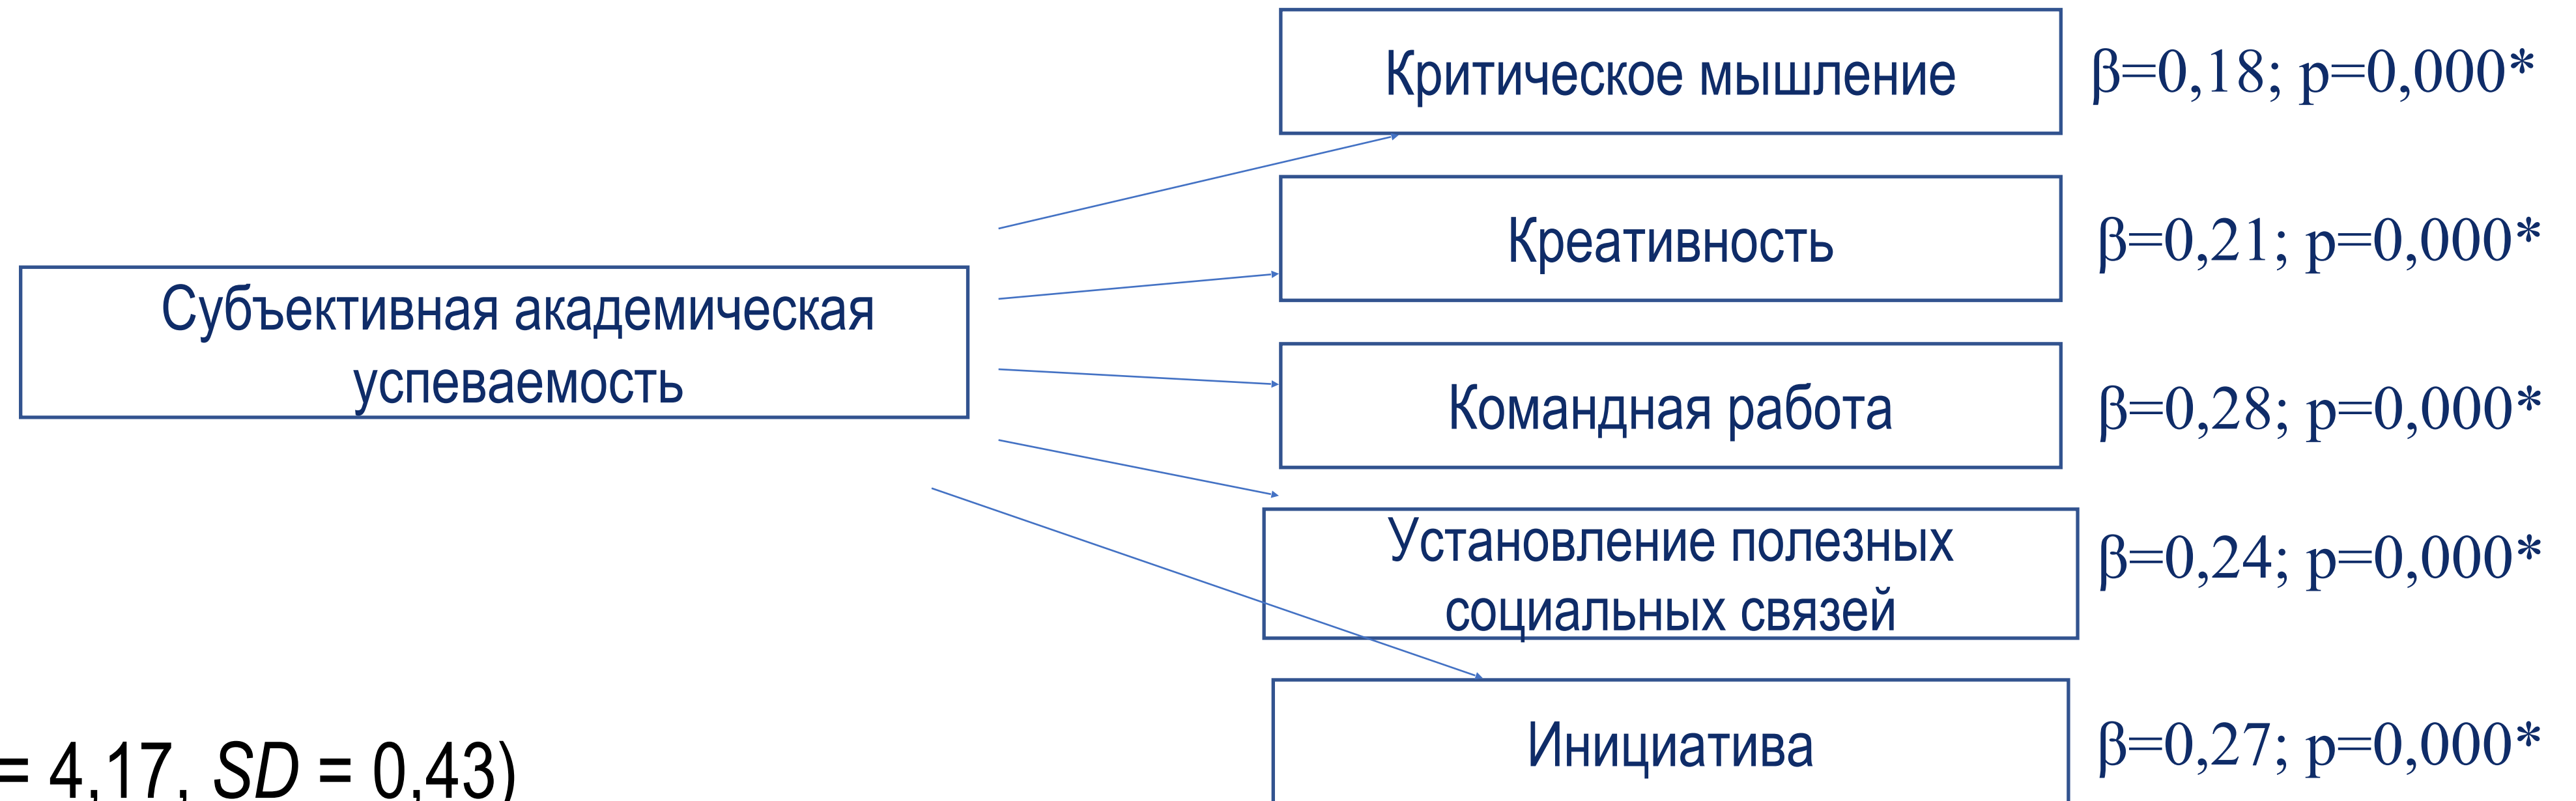 Критическое мышление
β=0,18; p=0,000*
Креативность
β=0,21; p=0,000*
Субъективная академическая
успеваемость
Командная работа
β=0,28; p=0,000*
Установление полезных
социальных связей
β=0,24; p=0,000*
Инициатива
β=0,27; p=0,000*
= 4,17, SD = 0,43)